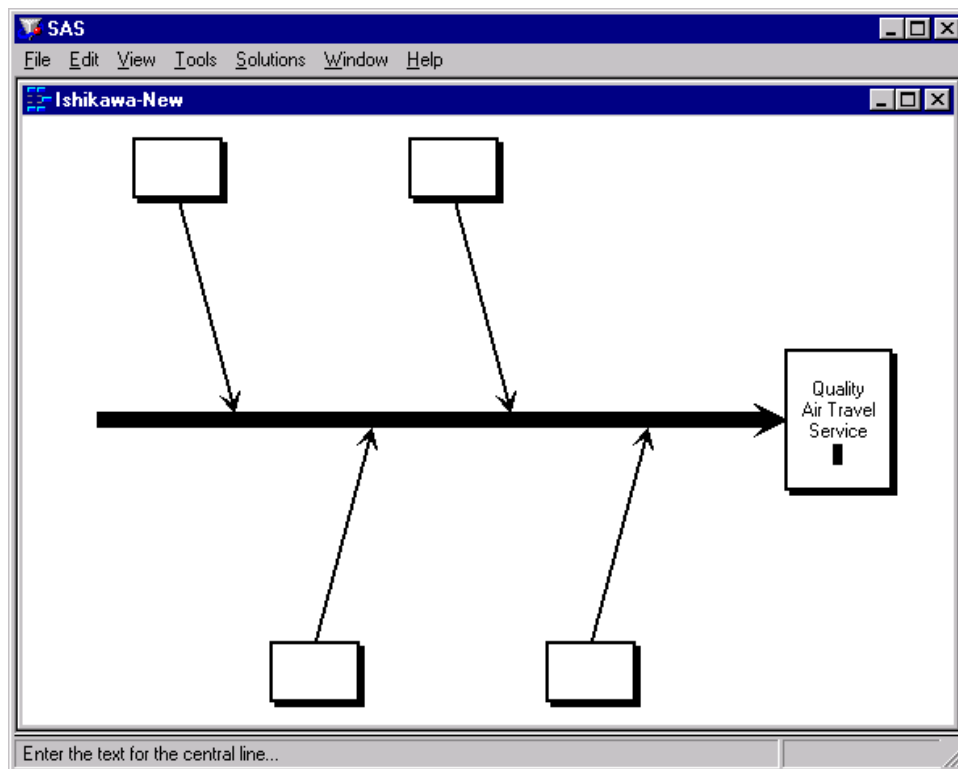 SAS
File Edit View Tools Solutions Window Help
Ishikawa-New
Quality
Air Travel
Service
Enter the text for the central line...